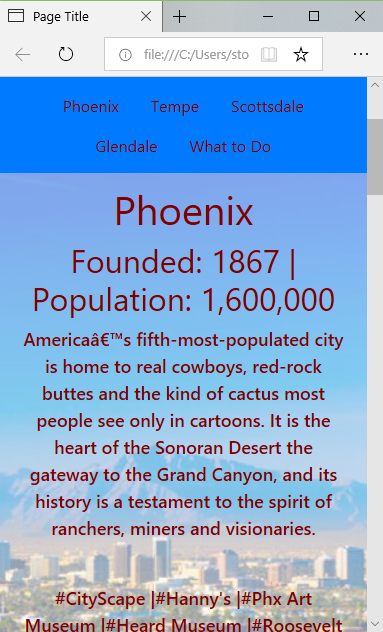 Page Title
file:///C:/Users/sto
Phoenix Tempe Scottsdale
Glendale What to Do
Phoenix
Founded: 1867 |
Population: 1,600,000
Americaâ€™s fifth-most-populated city
is home to real cowboys, red-rock
buttes and the kind of cactus most
people see only in cartoons. It is the
heart of the Sonoran Desert the
gateway to the Grand Canyon, and its
history is a testament to the spirit of
ranchers, miners and visionaries.
#CityScape |#Hanny's |#Phx Art
Museum |#Heard Museum |#Roosevelt